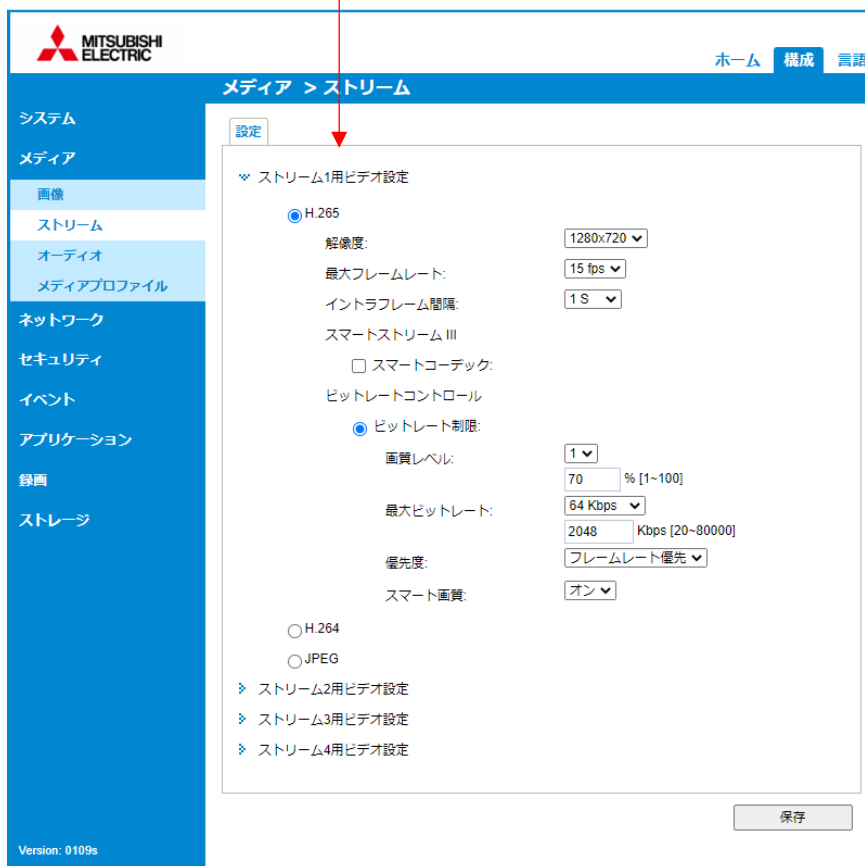 MITSUBISHI
ELECTRIC
ホーム 構成 言語
メディア > ストリーム
システム
メディア
画像
ストリーム
オーディオ
メディアプロファイル
ネットワーク
セキュリティ
イベント
アプリケーション
録画
ストレージ
Version: 0109s
設定
ストリーム1用ビデオ設定
H.265
解像度: 1280x720
最大フレームレート: 15 fps
イントラフレーム間隔: 1 S
スマートストリーム III
スマートコーデック:
ビットレートコントロール
ビットレート制限:
画質レベル: 1
70 % [1~100]
最大ビットレート: 64 Kbps
2048 Kbps [20~80000]
優先度: フレームレート優先
スマート画質: オン
H.264
JPEG
ストリーム2用ビデオ設定
ストリーム3用ビデオ設定
ストリーム4用ビデオ設定
保存